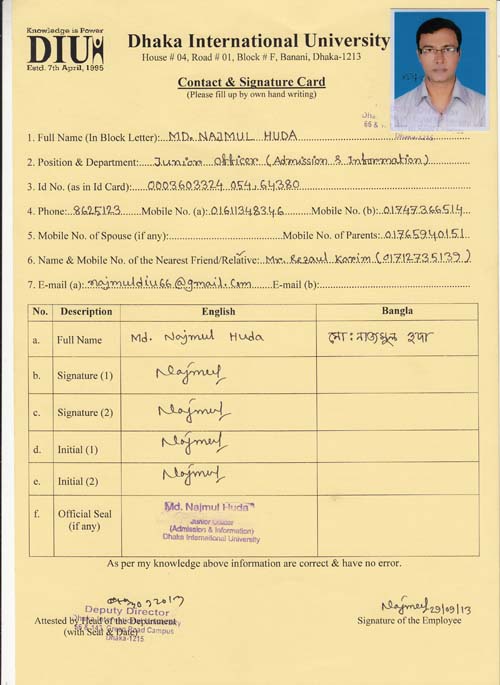 Knowledge is Power
DIU
Estd. 7th April, 1995
Dhaka International University
House # 04, Road # 01, Block # F, Banani, Dhaka-1213
Contact & Signature Card
(Please fill up by own hand writing)
1. Full Name (In Block Letter): MD. NAJMUL HUDA
2. Position & Department: Junior Officer (Admission & Information)
3. Id No. (as in Id Card): 0003603324 054, 64380
4. Phone: 8625123 Mobile No. (a): 01611348346 Mobile No. (b): 01747366514
5. Mobile No. of Spouse (if any): Mobile No. of Parents: 01765940151
6. Name & Mobile No. of the Nearest Friend/Relative: Mr. Rezaul Karim (01712735139)
7. E-mail (a): najmuldiu66@gmail.com E-mail (b):
No. Description English Bangla
a. Full Name Md. Najmul Huda মো: নাজমুল হুদা
b. Signature (1) Najmul
c. Signature (2) Najmul
d. Initial (1) Najmul
e. Initial (2) Najmul
f. Official Seal (if any) Md. Najmul Huda
Junior Officer
(Admission & Information)
Dhaka International University
As per my knowledge above information are correct & have no error.
Najmul 29/09/13
Deputy Director
Attested by Head of the Department Signature of the Employee
(with Seal & Date) Green Road Campus
Dhaka-1215